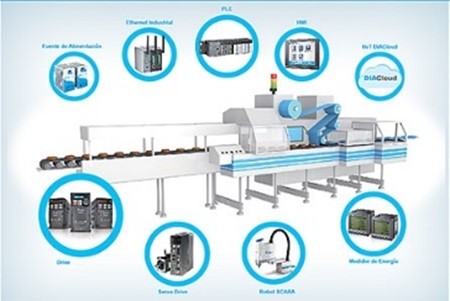 PLC
Ethernet Industrial
HMI
Fuente de Alimentación
IIoT DIACloud
DIACloud
Drive
Servo Drive
Robot SCARA
Medidor de Energía